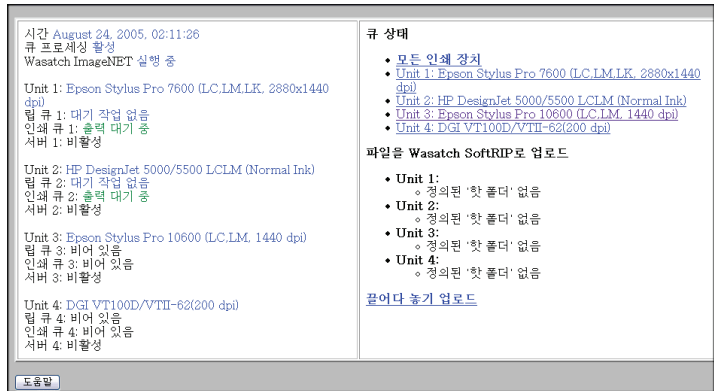 시간 August 24, 2005, 02:11:26
큐 프로세싱 활성
Wasatch ImageNET 실행 중
Unit 1: Epson Stylus Pro 7600 (LC,LM,LK, 2880x1440
dpi)
립 큐 1: 대기 작업 없음
인쇄 큐 1: 출력 대기 중
서버 1: 비활성
Unit 2: HP DesignJet 5000/5500 LCLM (Normal Ink)
립 큐 2: 대기 작업 없음
인쇄 큐 2: 출력 대기 중
서버 2: 비활성
Unit 3: Epson Stylus Pro 10600 (LC,LM, 1440 dpi)
립 큐 3: 비어 있음
인쇄 큐 3: 비어 있음
서버 3: 비활성
Unit 4: DGI VT100D/VTII-62(200 dpi)
립 큐 4: 비어 있음
인쇄 큐 4: 비어 있음
서버 4: 비활성
큐 상태
모든 인쇄 장치
Unit 1: Epson Stylus Pro 7600 (LC,LM,LK, 2880x1440
dpi)
Unit 2: HP DesignJet 5000/5500 LCLM (Normal Ink)
Unit 3: Epson Stylus Pro 10600 (LC,LM, 1440 dpi)
Unit 4: DGI VT100D/VTII-62(200 dpi)
파일을 Wasatch SoftRIP로 업로드
Unit 1:
정의된 '핫 폴더' 없음
Unit 2:
정의된 '핫 폴더' 없음
Unit 3:
정의된 '핫 폴더' 없음
Unit 4:
정의된 '핫 폴더' 없음
끌어다 놓기 업로드
도움말